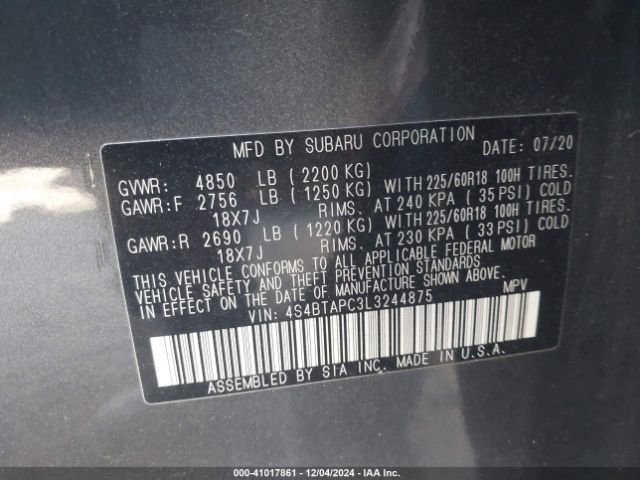 MFD BY SUBARU CORPORATION DATE: 07/20
GVWR: 4850 LB (2200 KG)
GAWR:F 2756 LB (1250 KG) WITH 225/60R18 100H TIRES.
18X7J RIMS. AT 240 KPA (35 PSI) COLD
GAWR:R 2690 LB (1220 KG) WITH 225/60R18 100H TIRES.
18X7J RIMS. AT 230 KPA (33 PSI) COLD
THIS VEHICLE CONFORMS TO ALL APPLICABLE FEDERAL MOTOR
VEHICLE SAFETY AND THEFT PREVENTION STANDARDS
IN EFFECT ON THE DATE OF MANUFACTURE SHOWN ABOVE.
VIN: 4S4BTAPC3L3244875 MPV
ASSEMBLED BY SIA INC. MADE IN U.S.A.
000-41017861 - 12/04/2024 - IAA Inc.